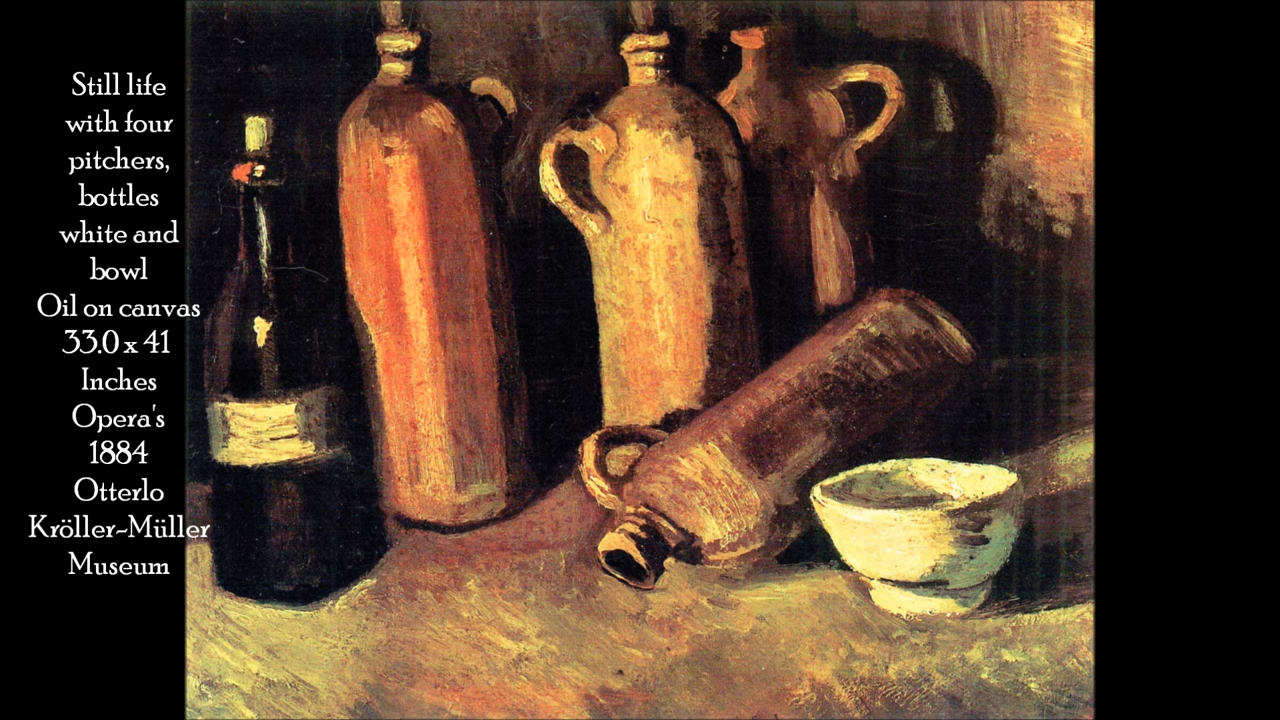 Still life
with four
pitchers,
bottles
white and
bowl
Oil on canvas
33.0 x 41
Inches
Opera's
1884
Otterlo
Kröller-Müller
Museum